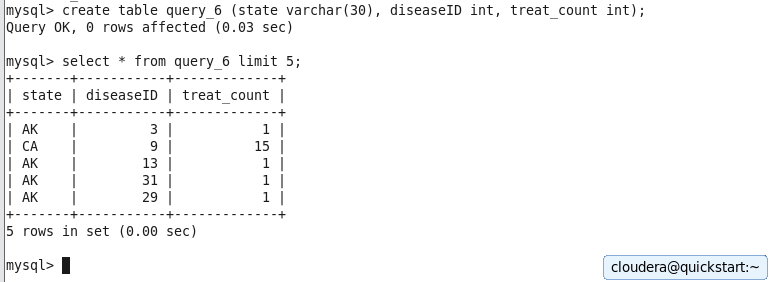 mysql> create table query_6 (state varchar(30), diseaseID int, treat_count int);
Query OK, 0 rows affected (0.03 sec)
mysql> select * from query_6 limit 5;
+-------+-----------+-------------+
| state | diseaseID | treat_count |
+-------+-----------+-------------+
| AK    |         3 |           1 |
| CA    |         9 |          15 |
| AK    |        13 |           1 |
| AK    |        31 |           1 |
| AK    |        29 |           1 |
+-------+-----------+-------------+
5 rows in set (0.00 sec)
mysql>
cloudera@quickstart:~